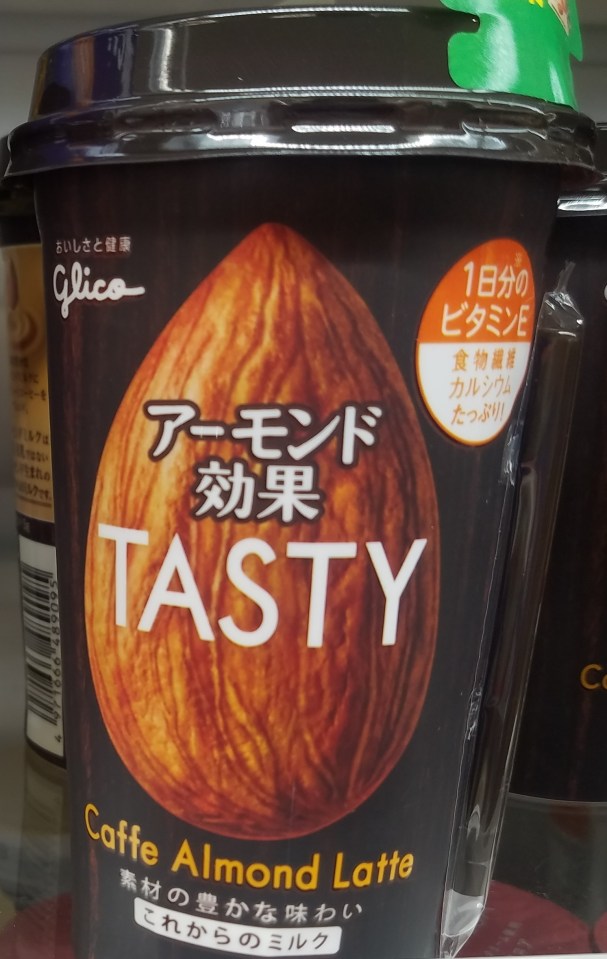 おいしさと健康
glico
1日分の
ビタミンE
食物繊維
カルシウム
たっぷり!
アーモンド
効果
TASTY
Caffe Almond Latte
素材の豊かな味わい
これからのミルク
4 971666 489095